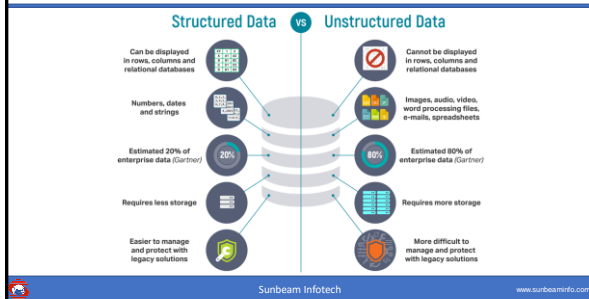 Structured Data VS Unstructured Data
Can be displayed
in rows, columns and
relational databases
Cannot be displayed
in rows, columns and
relational databases
Numbers, dates
and strings
Images, audio, video,
word processing files,
e-mails, spreadsheets
Estimated 20% of
enterprise data (Gartner)
20%
80%
Estimated 80% of
enterprise data (Gartner)
Requires less storage
Requires more storage
Easier to manage
and protect with
legacy solutions
More difficult to
manage and protect
with legacy solutions
Sunbeam Infotech
www.sunbeaminfo.com